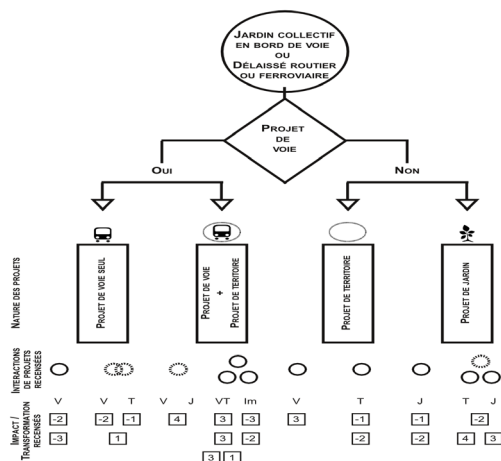 JARDIN COLLECTIF
EN BORD DE VOIE
OU
DÉLAISSÉ ROUTIER
OU FERROVIAIRE
PROJET
DE
VOIE
OUI
NON
NATURE DES PROJETS
PROJET DE VOIE SEUL
PROJET DE VOIE
+
PROJET DE TERITOIRE
PROJET DE TERRITOIRE
PROJET DE JARDIN
INTERACTIONS
DE PROJETS
RECENSÉES
V V T V J VT Im V T J T J
IMPACT /
TRANSFORMATION
RECENSÉS
-2 -2 -1 4 3 -3 3 -1 -1 -2
-3 1 3 -2 -2 -2 4 3
3 1